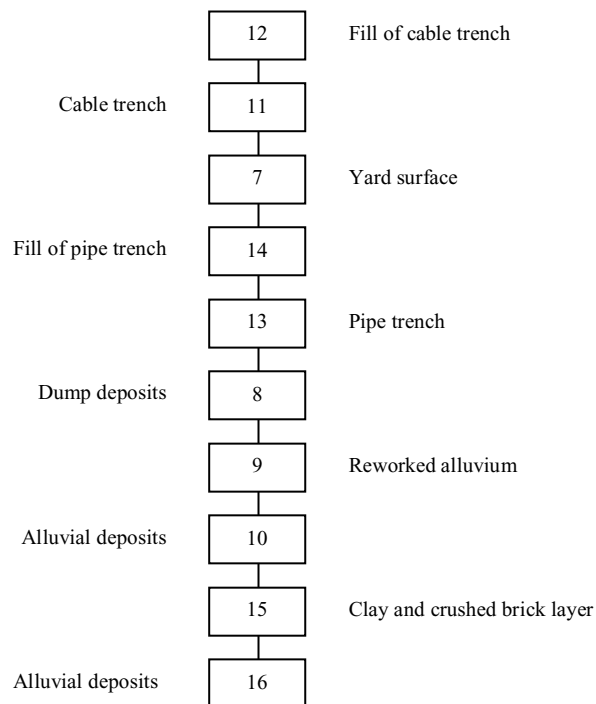 12 Fill of cable trench
Cable trench 11
7 Yard surface
Fill of pipe trench 14
13 Pipe trench
Dump deposits 8
9 Reworked alluvium
Alluvial deposits 10
15 Clay and crushed brick layer
Alluvial deposits 16